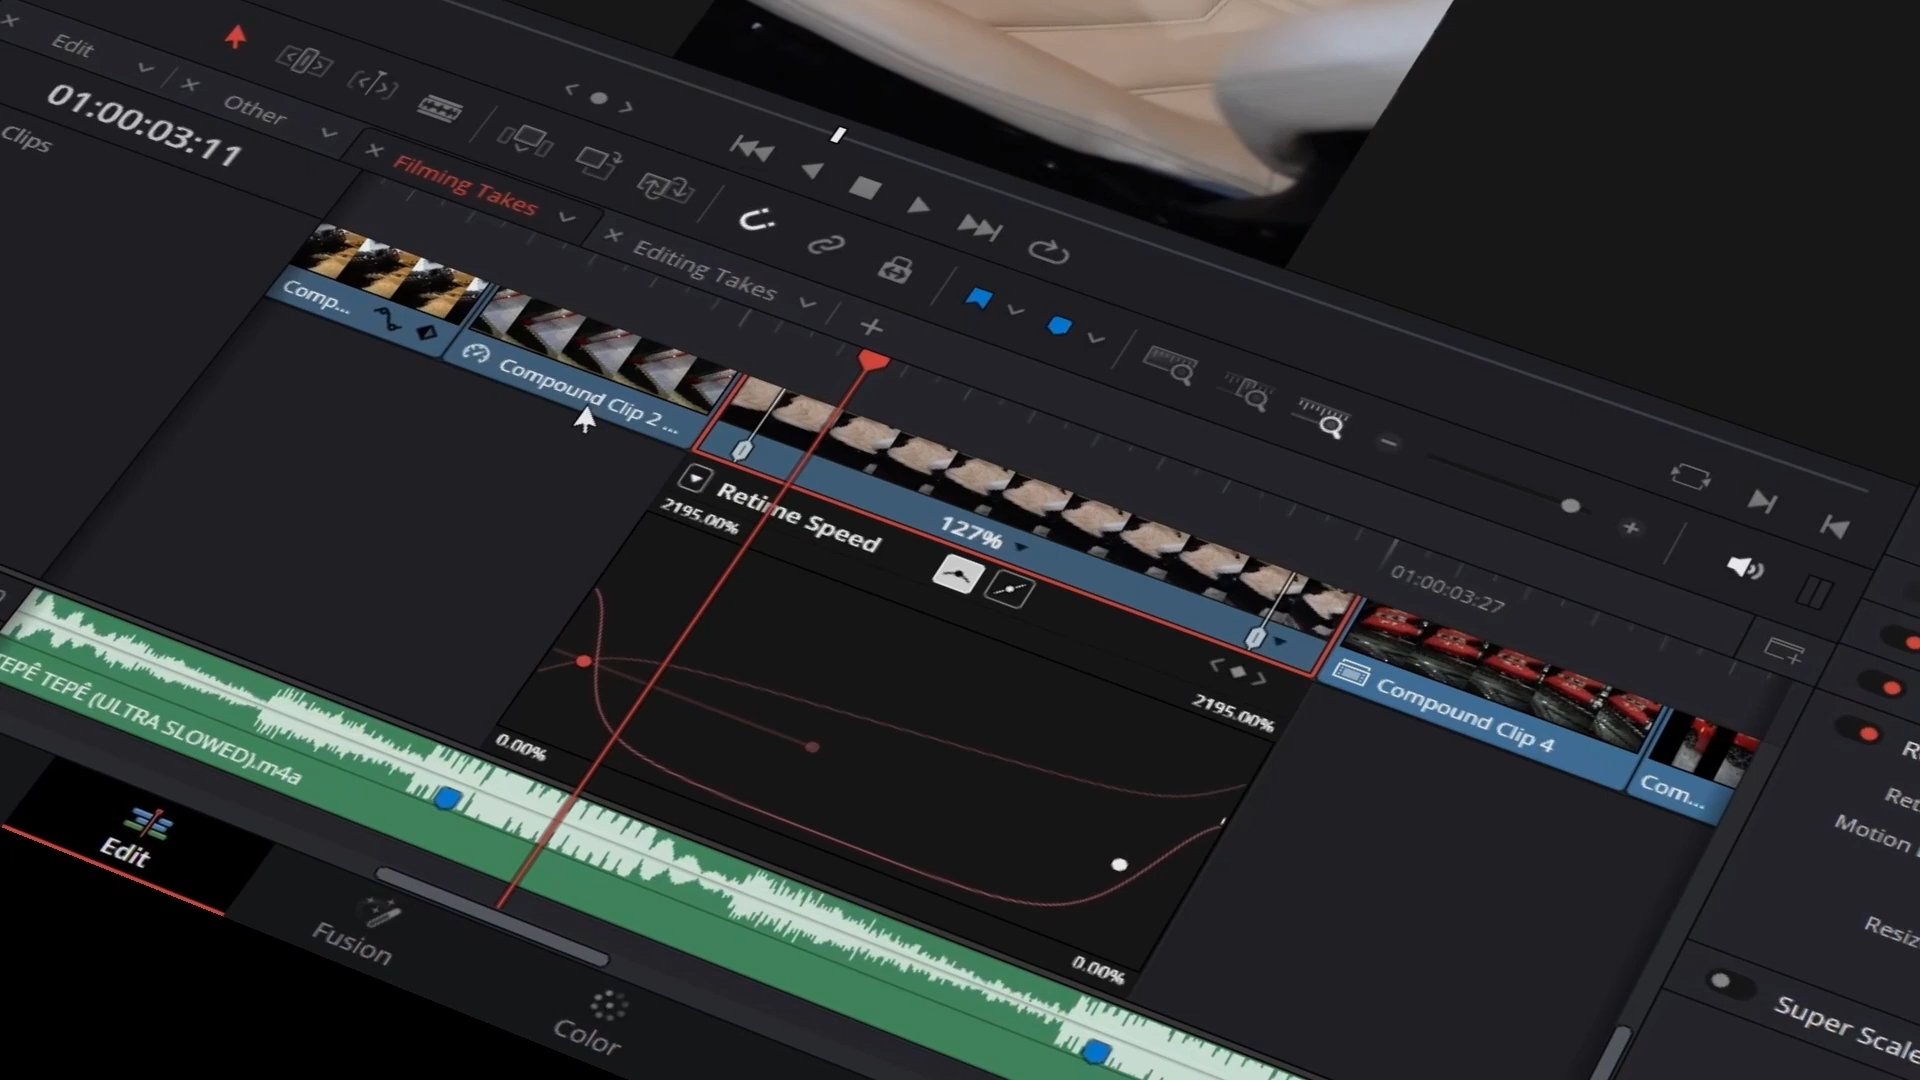 Edit
Other
01:00:03:11
Clips
Filming Takes
Editing Takes
Comp...
Compound Clip 2 ...
Retime Speed
2195.00%
127%
01:00:03:27
2195.00%
0.00%
0.00%
Compound Clip 4
Com...
TEPÊ TEPÊ (ULTRA SLOWED).m4a
Edit
Fusion
Color
Ret
Motion
Resiz
Super Scale